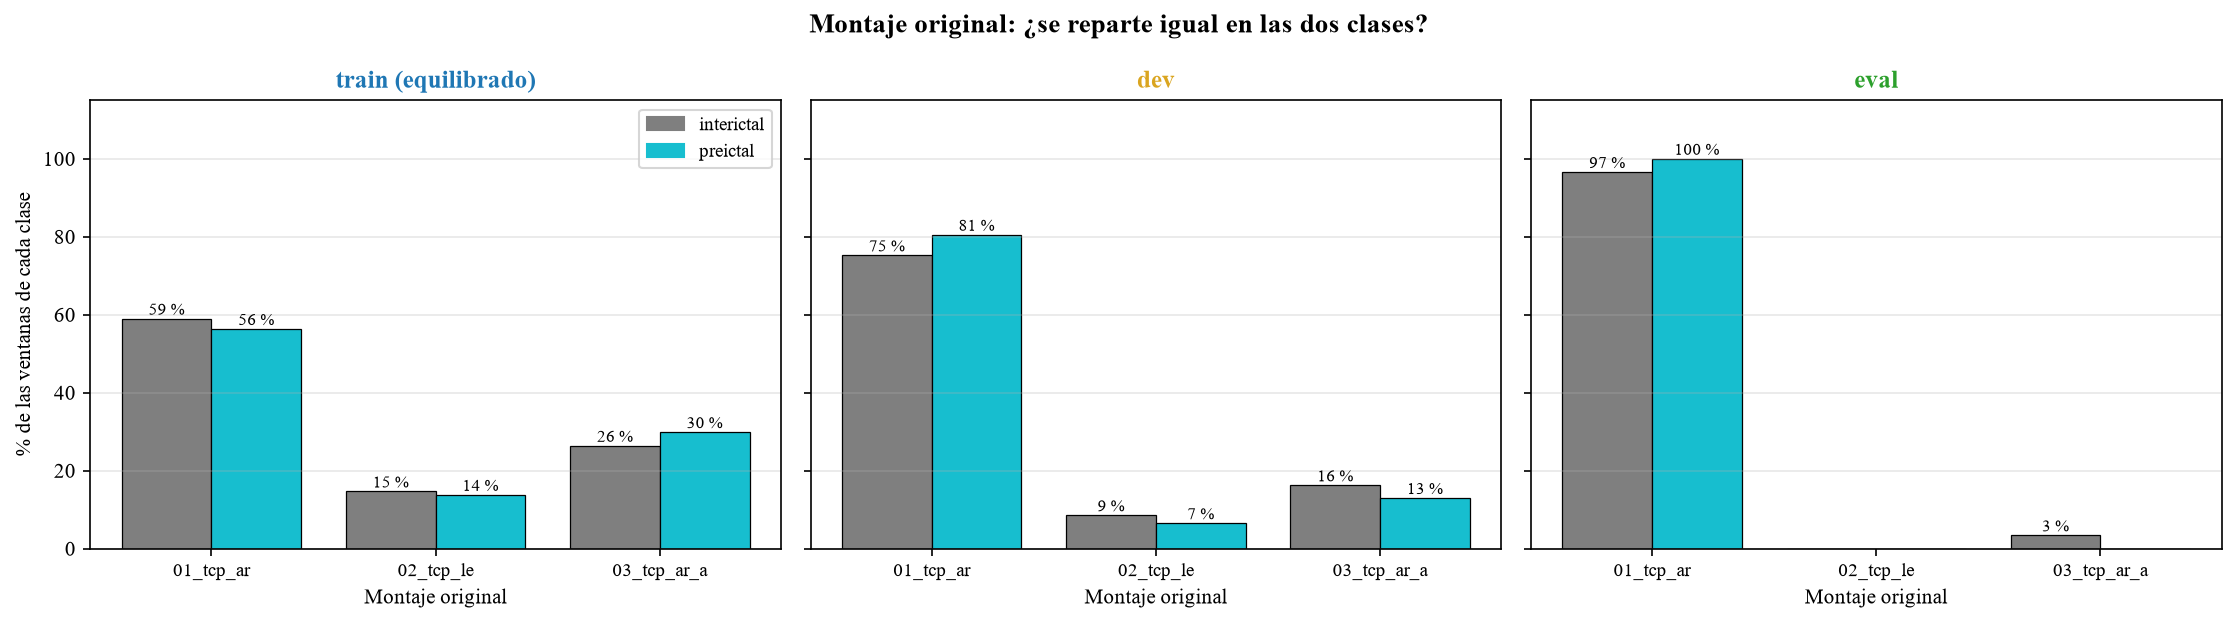 Montaje original: ¿se reparte igual en las dos clases?
train (equilibrado)
% de las ventanas de cada clase
100
80
60
40
20
0
interictal
preictal
59 %
56 %
15 %
14 %
26 %
30 %
01_tcp_ar
02_tcp_le
03_tcp_ar_a
Montaje original
dev
75 %
81 %
9 %
7 %
16 %
13 %
01_tcp_ar
02_tcp_le
03_tcp_ar_a
Montaje original
eval
97 %
100 %
3 %
01_tcp_ar
02_tcp_le
03_tcp_ar_a
Montaje original